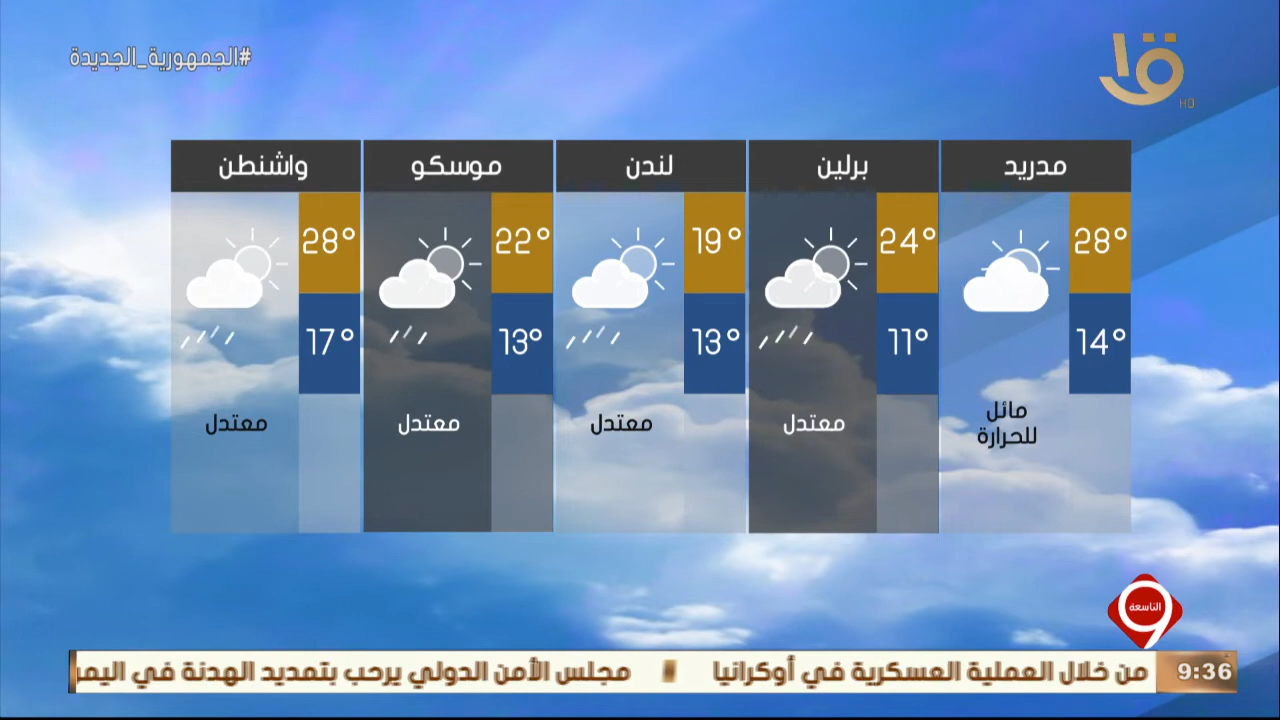 #الجمهورية_الجديدة
HD
مدريد
28°
14°
مائل
للحرارة
برلين
24°
11°
معتدل
لندن
19°
13°
معتدل
موسكو
22°
13°
معتدل
واشنطن
28°
17°
معتدل
9
التاسعة
9:36
من خلال العملية العسكرية في أوكرانيا
مجلس الأمن الدولي يرحب بتمديد الهدنة في